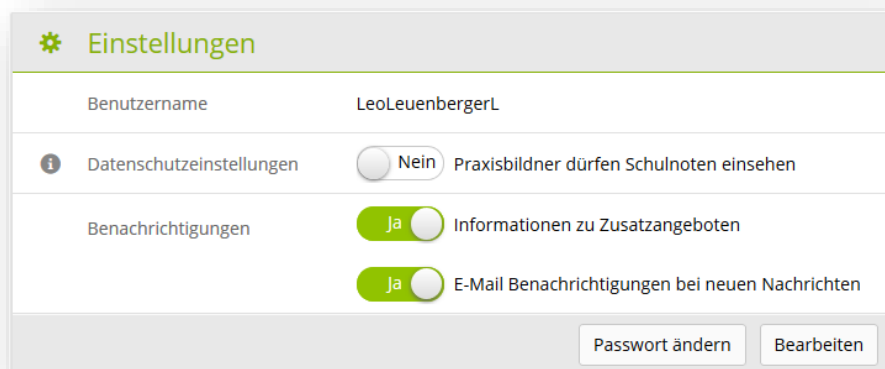 Einstellungen
Benutzername LeoLeuenbergerL
Datenschutzeinstellungen Nein Praxisbildner dürfen Schulnoten einsehen
Benachrichtigungen Ja Informationen zu Zusatzangeboten
Ja E-Mail Benachrichtigungen bei neuen Nachrichten
Passwort ändern Bearbeiten